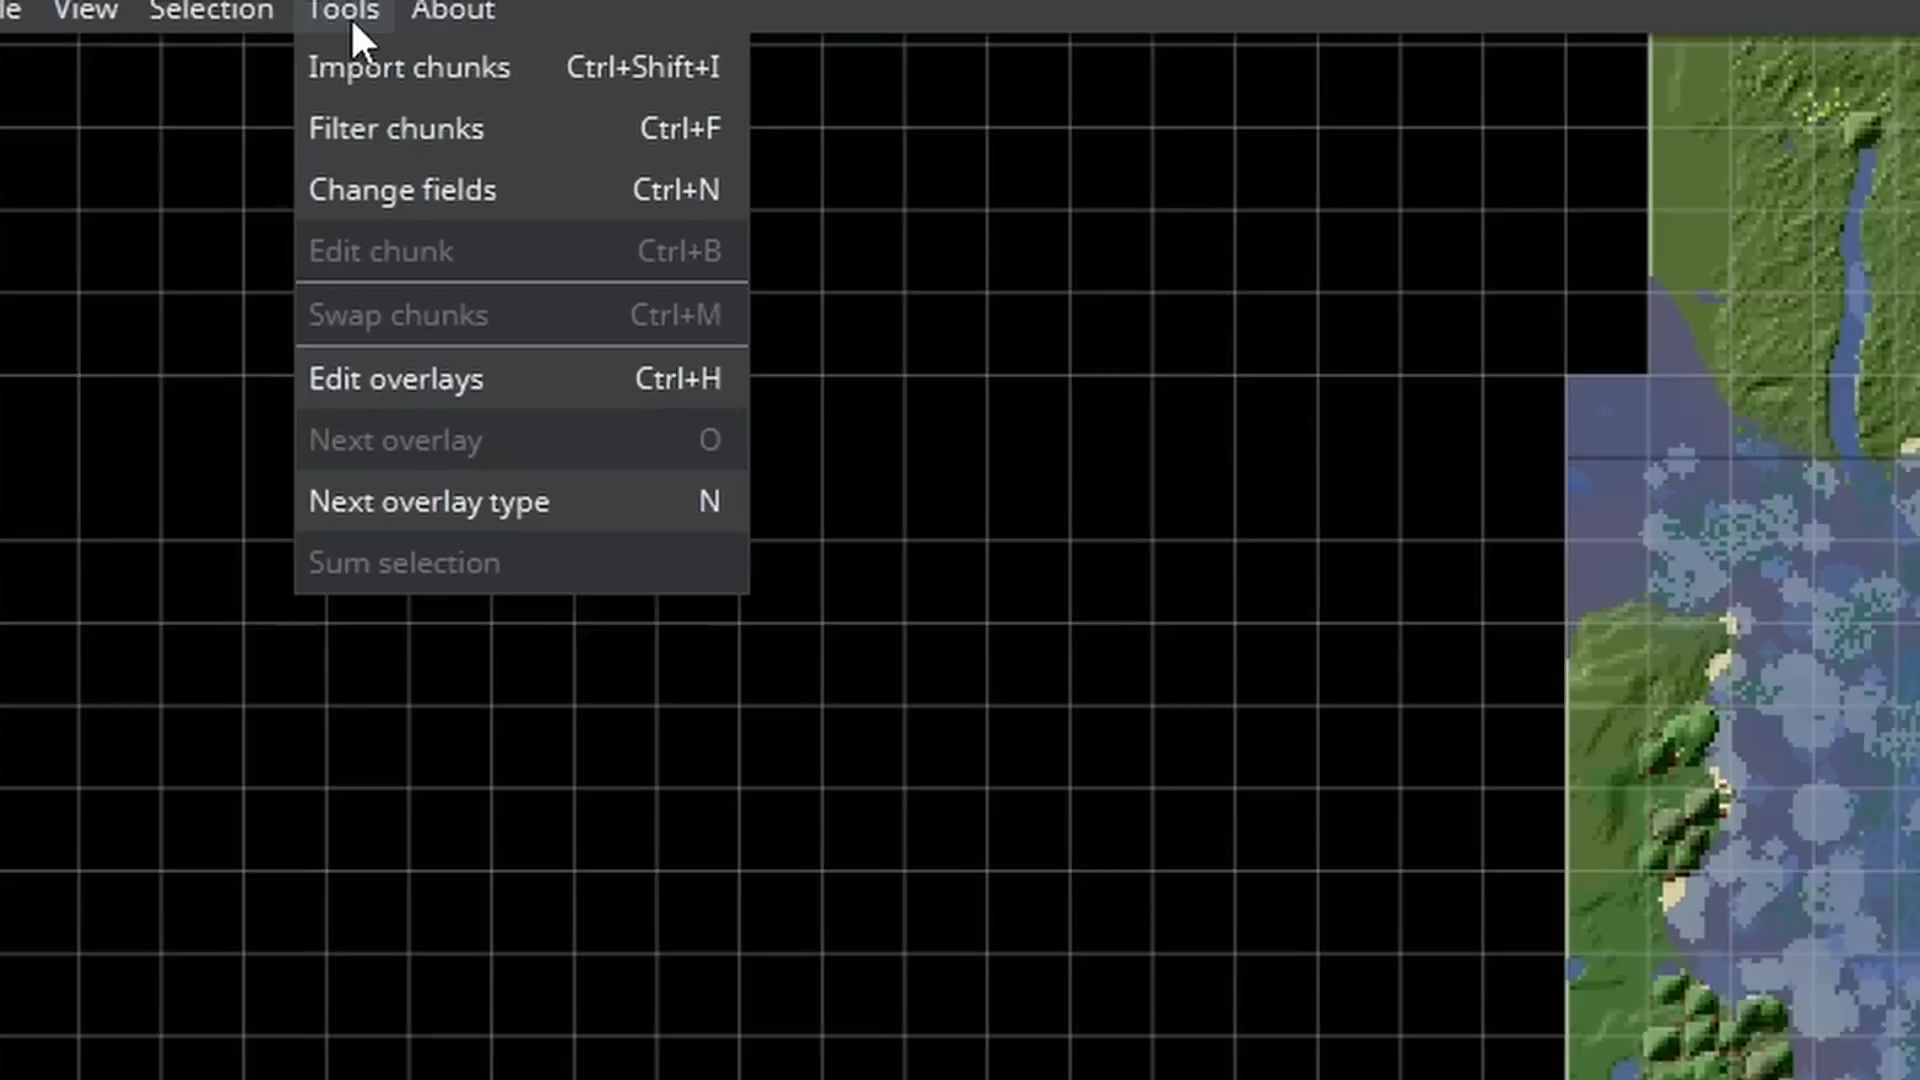 le View Selection Tools About
Import chunks Ctrl+Shift+I
Filter chunks Ctrl+F
Change fields Ctrl+N
Edit chunk Ctrl+B
Swap chunks Ctrl+M
Edit overlays Ctrl+H
Next overlay O
Next overlay type N
Sum selection